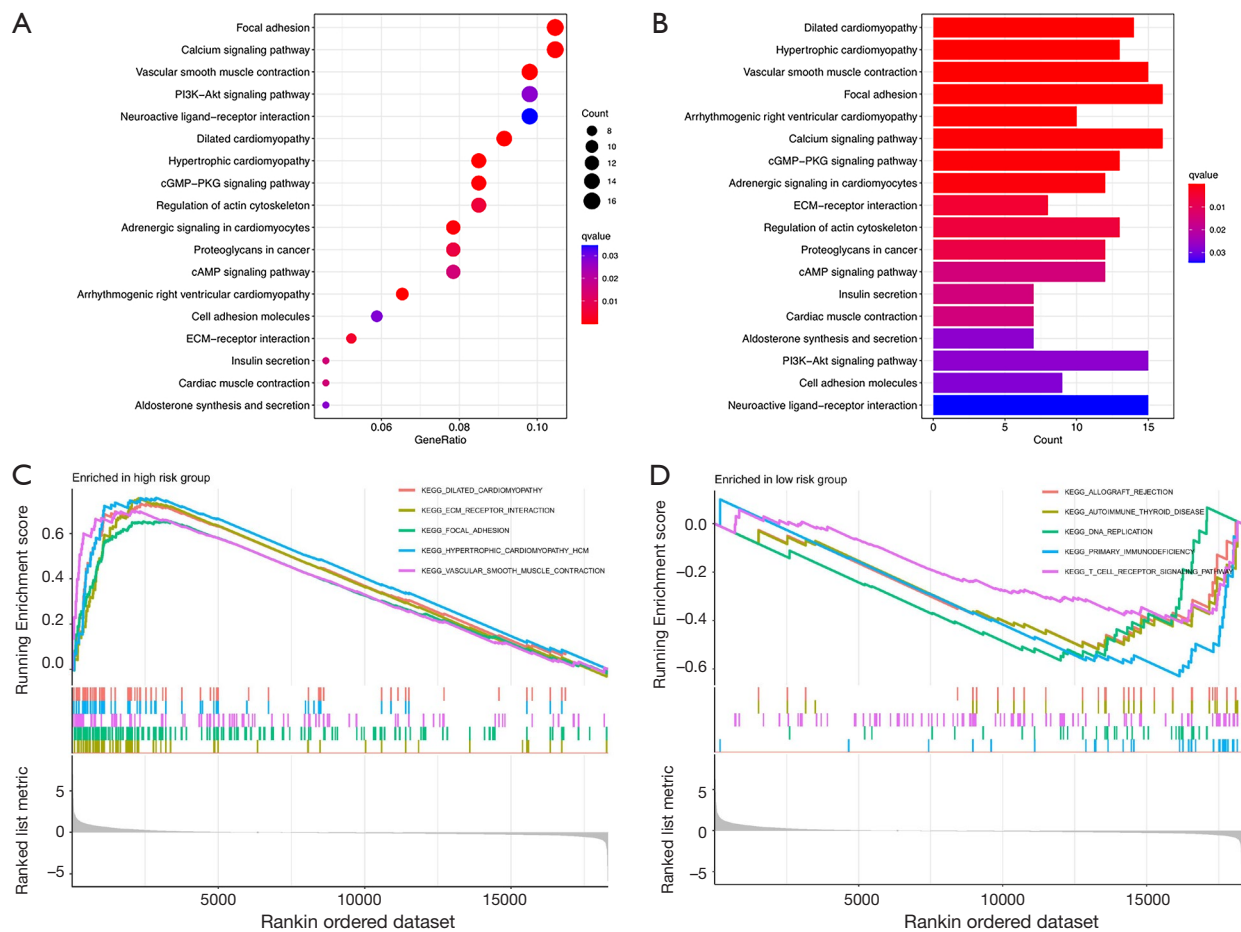 A
Focal adhesion
Calcium signaling pathway
Vascular smooth muscle contraction
PI3K−Akt signaling pathway
Neuroactive ligand−receptor interaction
Dilated cardiomyopathy
Hypertrophic cardiomyopathy
cGMP−PKG signaling pathway
Regulation of actin cytoskeleton
Adrenergic signaling in cardiomyocytes
Proteoglycans in cancer
cAMP signaling pathway
Arrhythmogenic right ventricular cardiomyopathy
Cell adhesion molecules
ECM−receptor interaction
Insulin secretion
Cardiac muscle contraction
Aldosterone synthesis and secretion
0.06 0.08 0.10
GeneRatio
Count
8
10
12
14
16
qvalue
0.03
0.02
0.01
B
Dilated cardiomyopathy
Hypertrophic cardiomyopathy
Vascular smooth muscle contraction
Focal adhesion
Arrhythmogenic right ventricular cardiomyopathy
Calcium signaling pathway
cGMP−PKG signaling pathway
Adrenergic signaling in cardiomyocytes
ECM−receptor interaction
Regulation of actin cytoskeleton
Proteoglycans in cancer
cAMP signaling pathway
Insulin secretion
Cardiac muscle contraction
Aldosterone synthesis and secretion
PI3K−Akt signaling pathway
Cell adhesion molecules
Neuroactive ligand−receptor interaction
0 5 10 15
Count
qvalue
0.01
0.02
0.03
C
Enriched in high risk group
KEGG_DILATED_CARDIOMYOPATHY
KEGG_ECM_RECEPTOR_INTERACTION
KEGG_FOCAL_ADHESION
KEGG_HYPERTROPHIC_CARDIOMYOPATHY_HCM
KEGG_VASCULAR_SMOOTH_MUSCLE_CONTRACTION
Running Enrichment score
0.6
0.4
0.2
0.0
Ranked list metric
5
0
−5
5000 10000 15000
Rankin ordered dataset
D
Enriched in low risk group
KEGG_ALLOGRAFT_REJECTION
KEGG_AUTOIMMUNE_THYROID_DISEASE
KEGG_DNA_REPLICATION
KEGG_PRIMARY_IMMUNODEFICIENCY
KEGG_T_CELL_RECEPTOR_SIGNALING_PATHWAY
Running Enrichment score
0.0
−0.2
−0.4
−0.6
Ranked list metric
5
0
−5
5000 10000 15000
Rankin ordered dataset